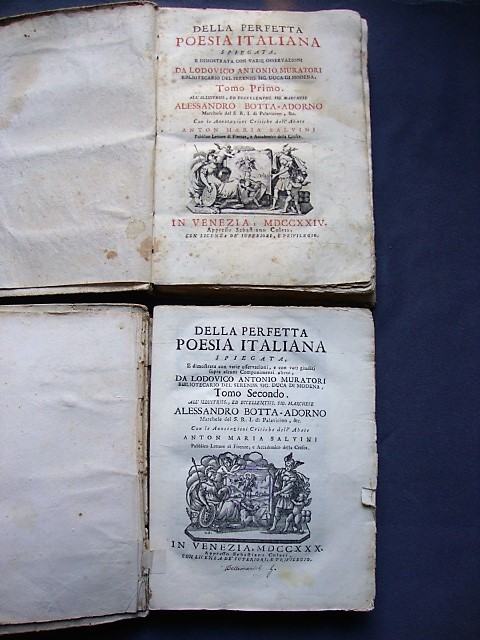 DELLA PERFETTA
POESIA ITALIANA
SPIEGATA,
E DIMOSTRATA CON VARIE OSSERVAZIONI
DA LODOVICO ANTONIO MURATORI
BIBLIOTECARIO DEL SERENISS. SIG. DUCA DI MODENA,
Tomo Primo.
ALL' ILLUSTRISS., ED ECCELLENTISS. SIG. MARCHESE
ALESSANDRO BOTTA-ADORNO
Marchese del S. R. I. di Palavicino, &c.
Con le Annotazioni Critiche dell' Abate
ANTON MARIA SALVINI
Pubblico Lettore di Firenze, e Accademico della Crusca.
IN VENEZIA, MDCCXXIV.
Appresso Sebastiano Coleti.
CON LICENZA DE' SUPERIORI, E PRIVILEGIO.
DELLA PERFETTA
POESIA ITALIANA
SPIEGATA,
E dimostrata con varie osservazioni, e con varj giudizj
sopra alcuni Componimenti altrui,
DA LODOVICO ANTONIO MURATORI
BIBLIOTECARIO DEL SERENISS. SIG. DUCA DI MODENA,
Tomo Secondo.
ALL' ILLUSTRISS., ED ECCELLENTISS. SIG. MARCHESE
ALESSANDRO BOTTA-ADORNO
Marchese del S. R. I. di Palavicino, &c.
Con le Annotazioni Critiche dell' Abate
ANTON MARIA SALVINI
Pubblico Lettore di Firenze, e Accademico della Crusca.
IN VENEZIA, MDCCXXX.
Appresso Sebastiano Coleti,
CON LICENZA DE' SUPERIORI, E PRIVILEGIO.